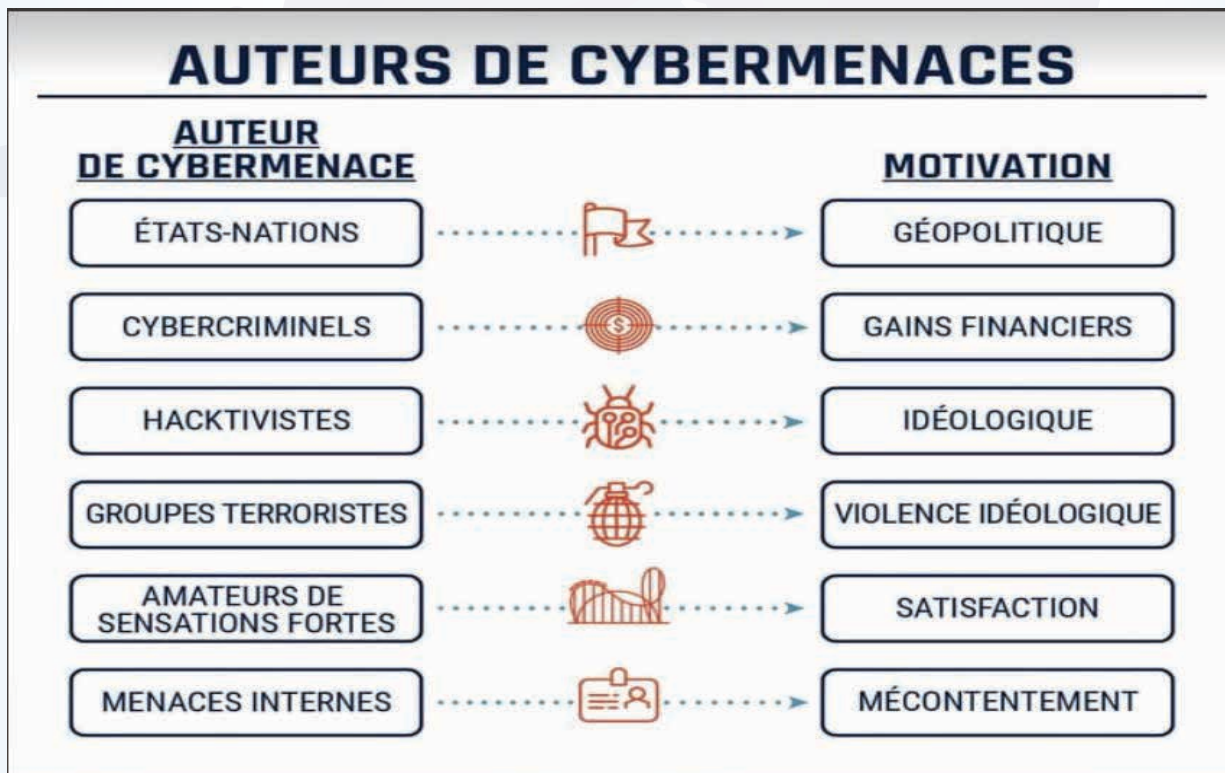 AUTEURS DE CYBERMENACES
AUTEUR
DE CYBERMENACE
MOTIVATION
ÉTATS-NATIONS
GÉOPOLITIQUE
CYBERCRIMINELS
$
GAINS FINANCIERS
HACKTIVISTES
IDÉOLOGIQUE
GROUPES TERRORISTES
VIOLENCE IDÉOLOGIQUE
AMATEURS DE
SENSATIONS FORTES
SATISFACTION
MENACES INTERNES
MÉCONTENTEMENT